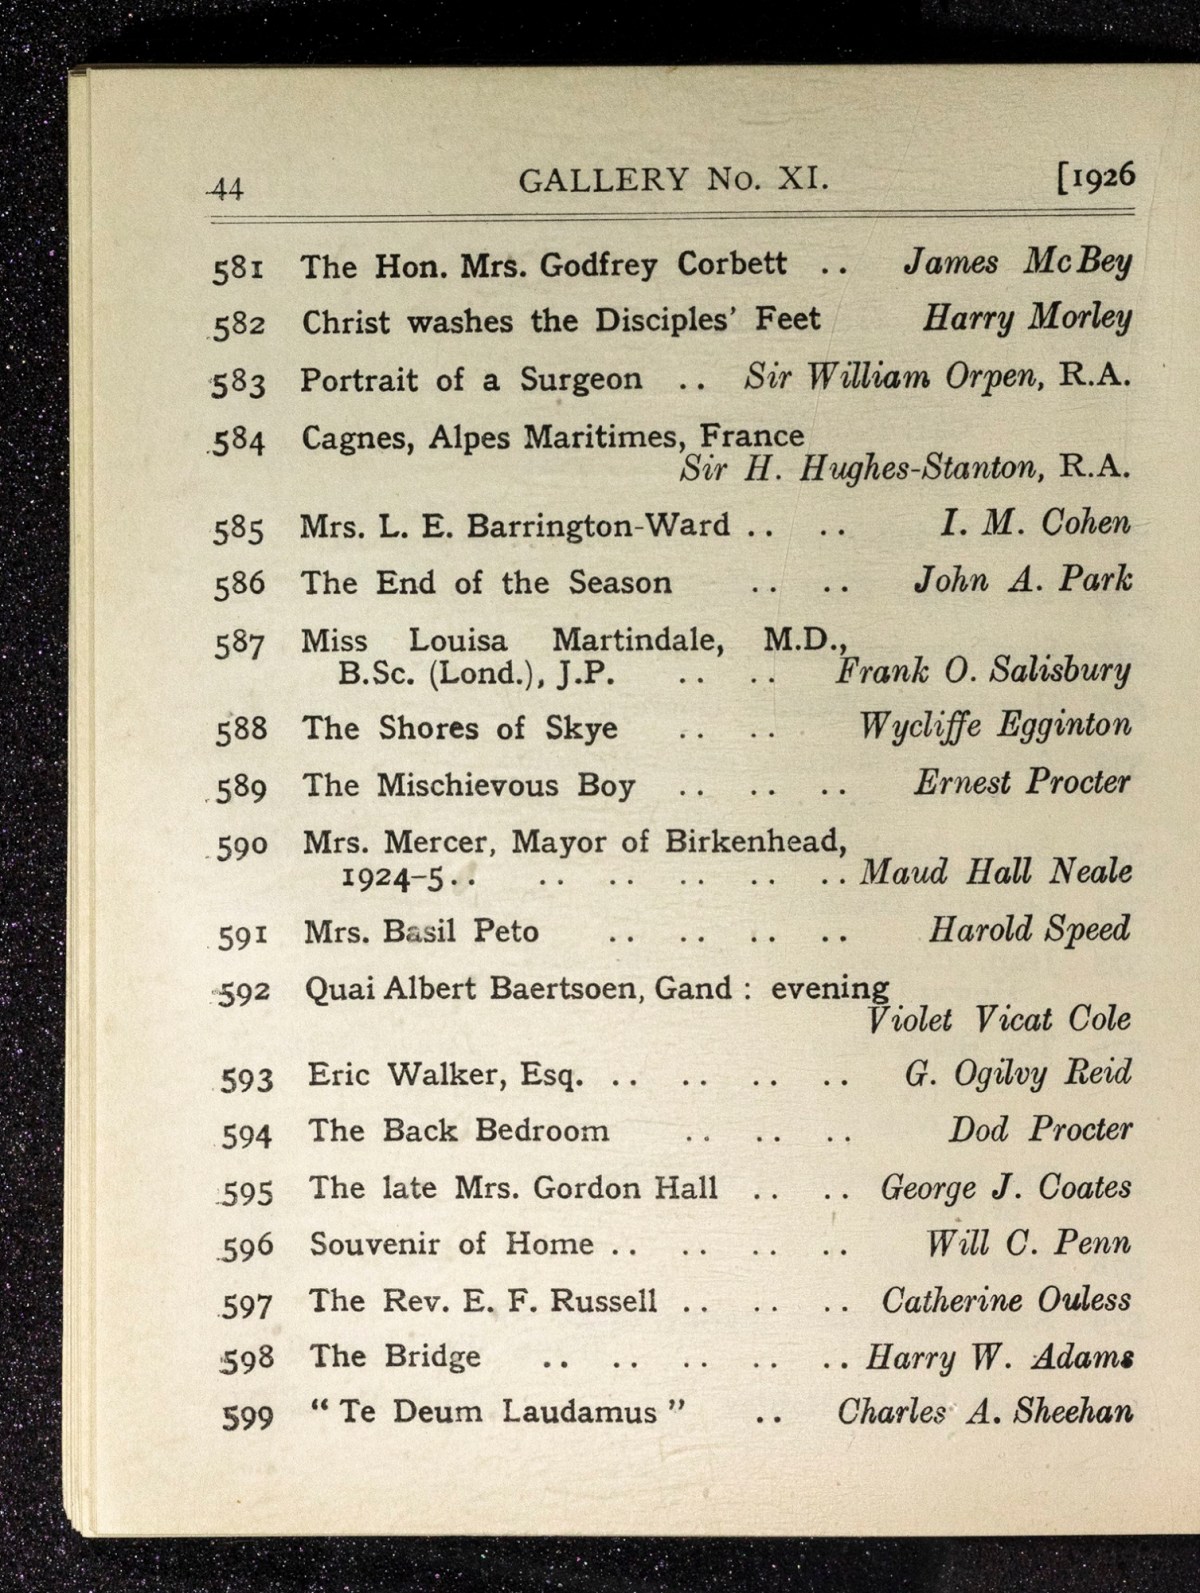 44 GALLERY No. XI. [1926
581 The Hon. Mrs. Godfrey Corbett .. James McBey
582 Christ washes the Disciples' Feet Harry Morley
583 Portrait of a Surgeon .. Sir William Orpen, R.A.
584 Cagnes, Alpes Maritimes, France
Sir H. Hughes-Stanton, R.A.
585 Mrs. L. E. Barrington-Ward .. .. I. M. Cohen
586 The End of the Season .. .. John A. Park
587 Miss Louisa Martindale, M.D.,
B.Sc. (Lond.), J.P. .. .. Frank O. Salisbury
588 The Shores of Skye .. .. Wycliffe Egginton
589 The Mischievous Boy .. .. .. Ernest Procter
590 Mrs. Mercer, Mayor of Birkenhead,
1924-5.. .. .. .. .. .. Maud Hall Neale
591 Mrs. Basil Peto .. .. .. .. Harold Speed
592 Quai Albert Baertsoen, Gand : evening
Violet Vicat Cole
593 Eric Walker, Esq. .. .. .. .. G. Ogilvy Reid
594 The Back Bedroom .. .. .. Dod Procter
595 The late Mrs. Gordon Hall .. .. George J. Coates
596 Souvenir of Home .. .. .. .. Will C. Penn
597 The Rev. E. F. Russell .. .. .. Catherine Ouless
598 The Bridge .. .. .. .. .. Harry W. Adams
599 " Te Deum Laudamus " .. Charles A. Sheehan